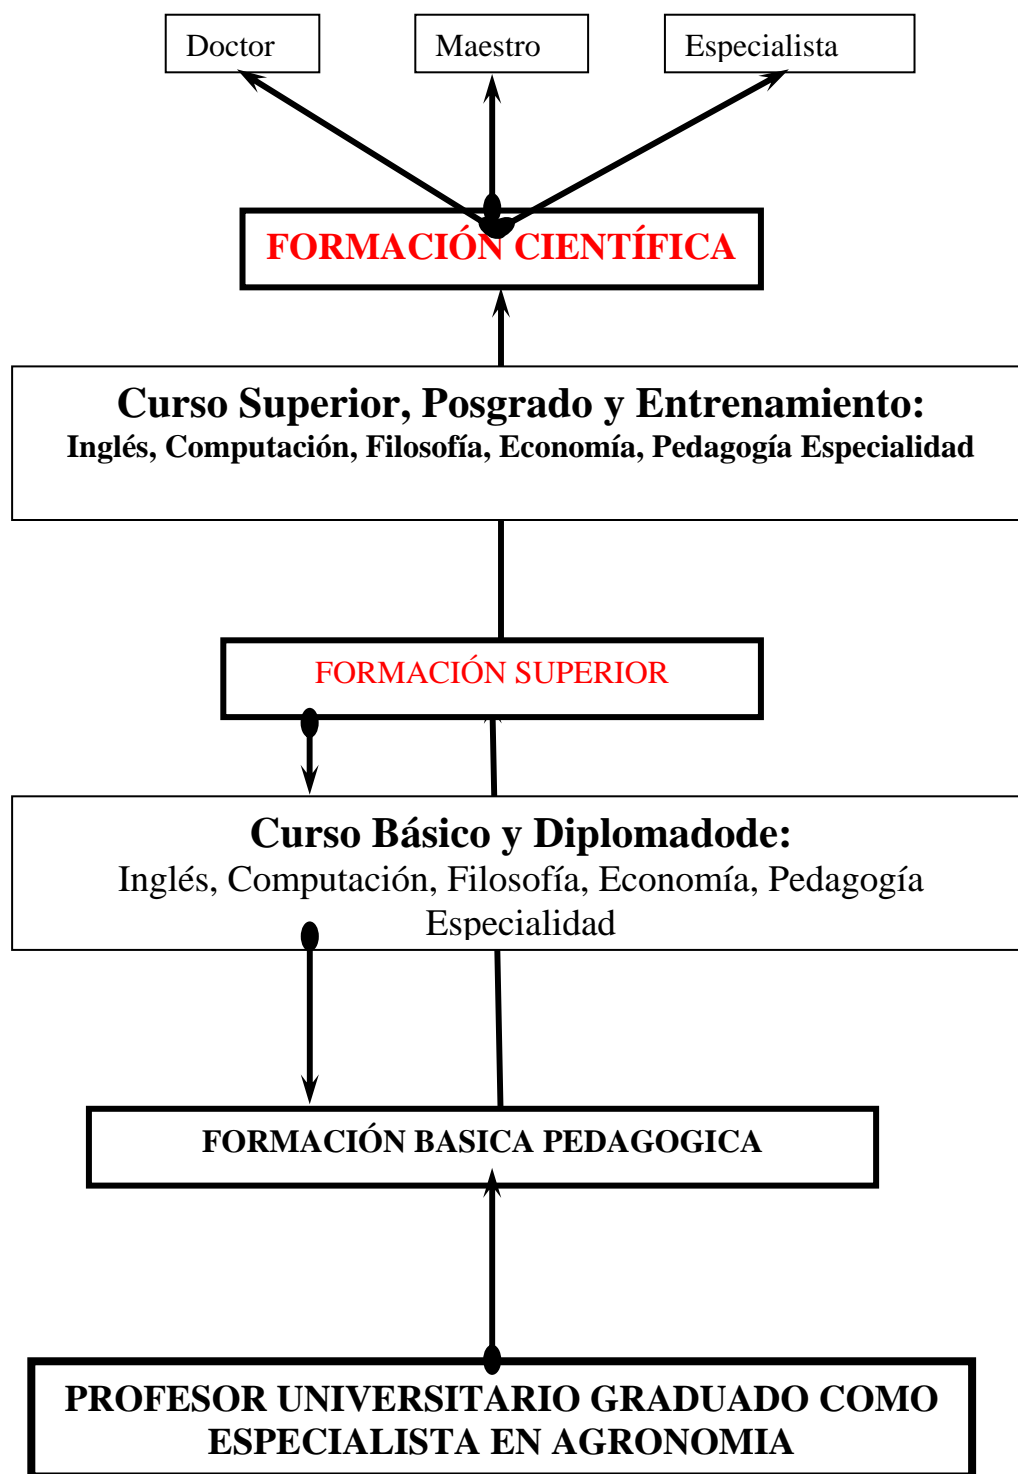 Doctor
Maestro
Especialista
FORMACIÓN CIENTÍFICA
Curso Superior, Posgrado y Entrenamiento:
Inglés, Computación, Filosofía, Economía, Pedagogía Especialidad
FORMACIÓN SUPERIOR
Curso Básico y Diplomadode:
Inglés, Computación, Filosofía, Economía, Pedagogía
Especialidad
FORMACIÓN BASICA PEDAGOGICA
PROFESOR UNIVERSITARIO GRADUADO COMO
ESPECIALISTA EN AGRONOMIA